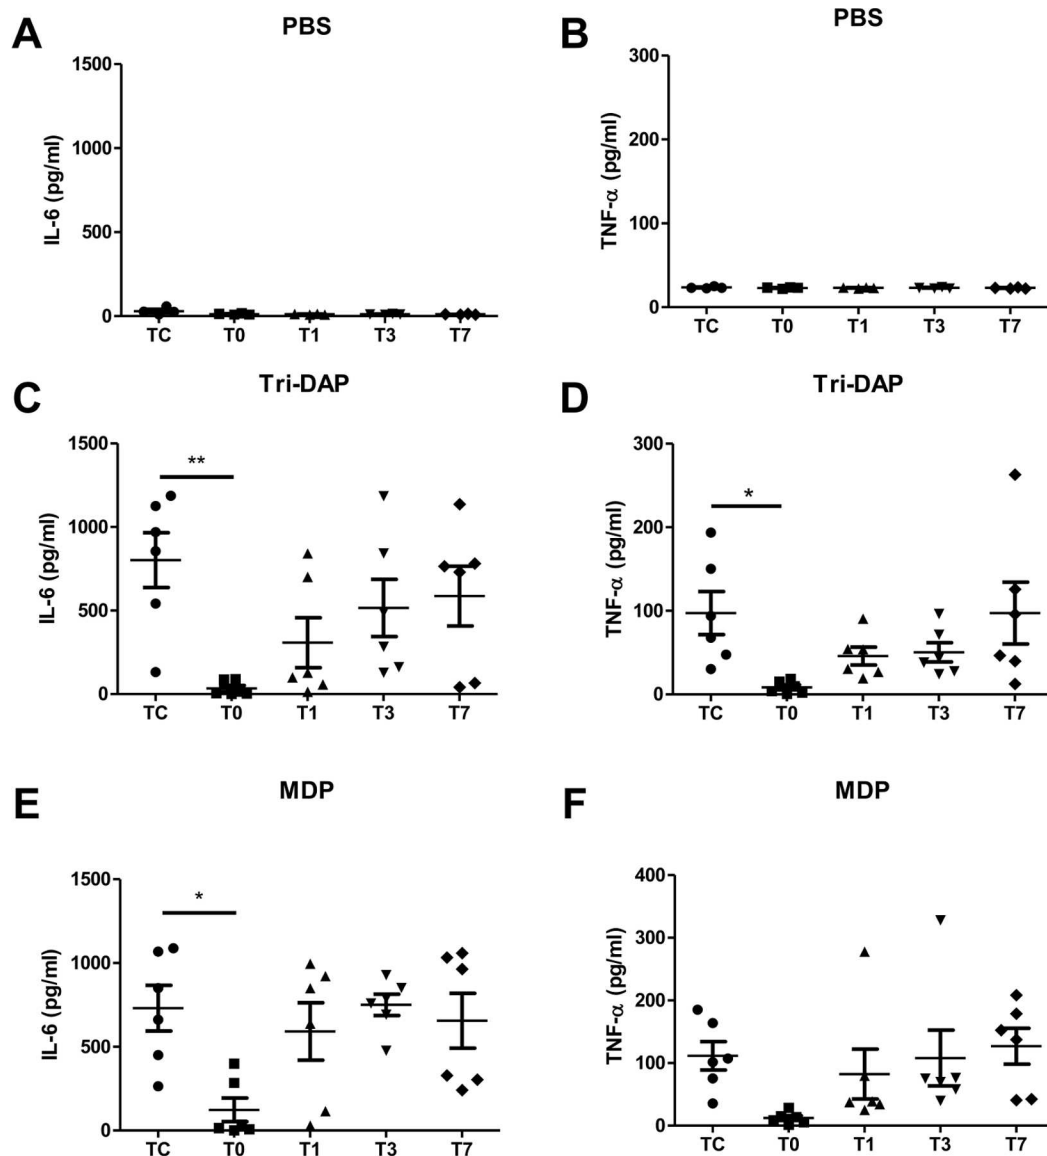 A
PBS
1500
1000
500
0
IL-6 (pg/ml)
TC T0 T1 T3 T7
B
PBS
300
200
100
0
TNF-α (pg/ml)
TC T0 T1 T3 T7
C
Tri-DAP
1500
1000
500
0
IL-6 (pg/ml)
**
TC T0 T1 T3 T7
D
Tri-DAP
300
200
100
0
TNF-α (pg/ml)
*
TC T0 T1 T3 T7
E
MDP
1500
1000
500
0
IL-6 (pg/ml)
*
TC T0 T1 T3 T7
F
MDP
400
300
200
100
0
TNF-α (pg/ml)
TC T0 T1 T3 T7